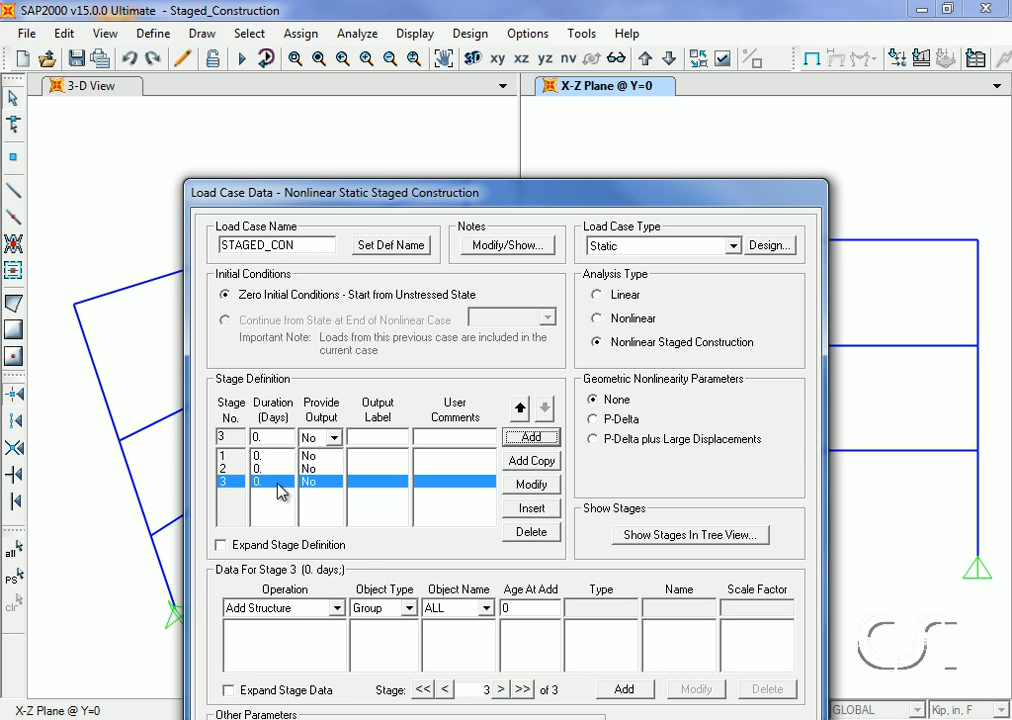 SAP2000 v15.0.0 Ultimate - Staged_Construction
File Edit View Define Draw Select Assign Analyze Display Design Options Tools Help
3D xy xz yz nv
3-D View
X-Z Plane @ Y=0
Load Case Data - Nonlinear Static Staged Construction
Load Case Name
STAGED_CON
Set Def Name
Notes
Modify/Show...
Load Case Type
Static
Design...
Initial Conditions
Zero Initial Conditions - Start from Unstressed State
Continue from State at End of Nonlinear Case
Important Note: Loads from this previous case are included in the
current case
Analysis Type
Linear
Nonlinear
Nonlinear Staged Construction
Stage Definition
Stage Duration Provide Output User
No. (Days) Output Label Comments
3 0. No
1 0. No
2 0. No
3 0. No
Add
Add Copy
Modify
Insert
Delete
Expand Stage Definition
Geometric Nonlinearity Parameters
None
P-Delta
P-Delta plus Large Displacements
Show Stages
Show Stages In Tree View...
Data For Stage 3 (0. days;)
Operation Object Type Object Name Age At Add Type Name Scale Factor
Add Structure Group ALL 0
Expand Stage Data
Stage: << < 3 > >> of 3
Add Modify Delete
Other Parameters
all
PS
clr
CSI
X-Z Plane @ Y=0
GLOBAL
Kip, in, F